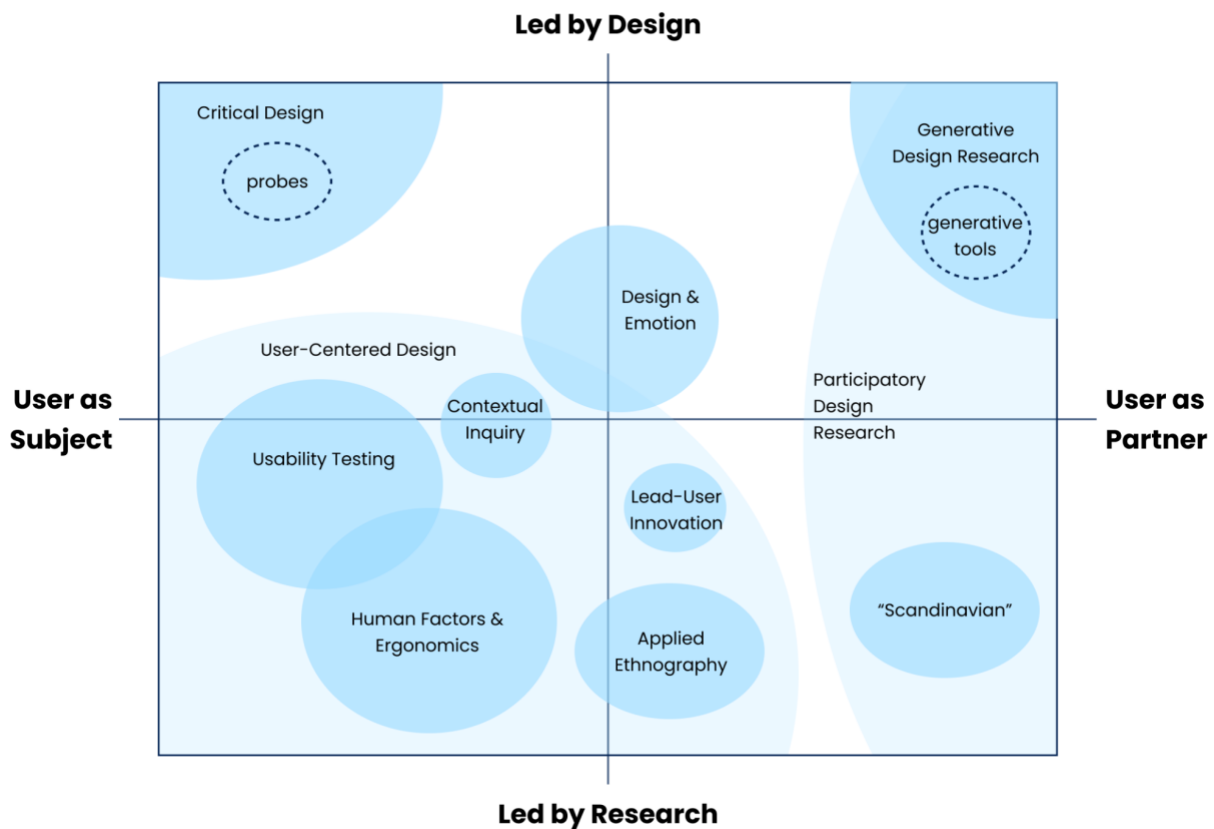 Led by Design
Critical Design
probes
Generative
Design Research
generative
tools
Design &
Emotion
User-Centered Design
User as
Subject
Contextual
Inquiry
Participatory
Design
Research
User as
Partner
Usability Testing
Lead-User
Innovation
Human Factors &
Ergonomics
Applied
Ethnography
“Scandinavian”
Led by Research